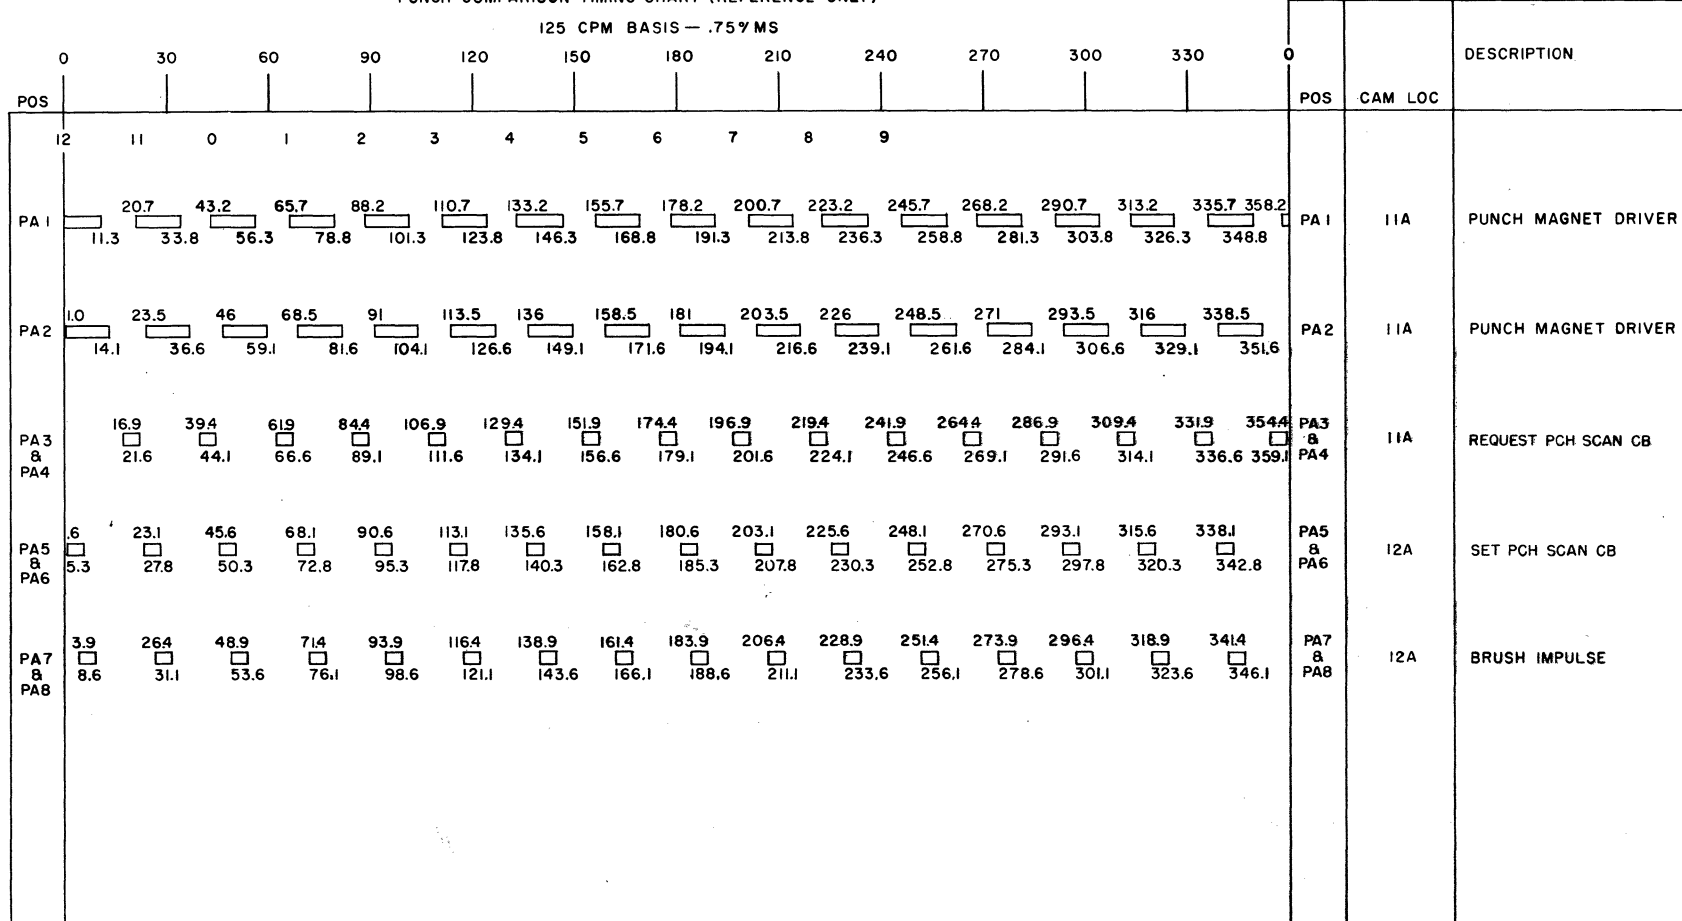 PUNCH COMPARISON TIMING CHART (REFERENCE ONLY)
125 CPM BASIS — .75°/MS
0 30 60 90 120 150 180 210 240 270 300 330 0 DESCRIPTION
POS POS CAM LOC
12 11 0 1 2 3 4 5 6 7 8 9
20.7 43.2 65.7 88.2 110.7 133.2 155.7 178.2 200.7 223.2 245.7 268.2 290.7 313.2 335.7 358.2
PA1 PA1 11A PUNCH MAGNET DRIVER
11.3 33.8 56.3 78.8 101.3 123.8 146.3 168.8 191.3 213.8 236.3 258.8 281.3 303.8 326.3 348.8
1.0 23.5 46 68.5 91 113.5 136 158.5 181 203.5 226 248.5 271 293.5 316 338.5
PA2 PA2 11A PUNCH MAGNET DRIVER
14.1 36.6 59.1 81.6 104.1 126.6 149.1 171.6 194.1 216.6 239.1 261.6 284.1 306.6 329.1 351.6
16.9 39.4 61.9 84.4 106.9 129.4 151.9 174.4 196.9 219.4 241.9 264.4 286.9 309.4 331.9 354.4 PA3
PA3 & 11A REQUEST PCH SCAN CB
& 21.6 44.1 66.6 89.1 111.6 134.1 156.6 179.1 201.6 224.1 246.6 269.1 291.6 314.1 336.6 359.1 PA4
PA4
.6 23.1 45.6 68.1 90.6 113.1 135.6 158.1 180.6 203.1 225.6 248.1 270.6 293.1 315.6 338.1 PA5
PA5 & 12A SET PCH SCAN CB
& 5.3 27.8 50.3 72.8 95.3 117.8 140.3 162.8 185.3 207.8 230.3 252.8 275.3 297.8 320.3 342.8 PA6
PA6
3.9 26.4 48.9 71.4 93.9 116.4 138.9 161.4 183.9 206.4 228.9 251.4 273.9 296.4 318.9 341.4 PA7
PA7 & 12A BRUSH IMPULSE
& 8.6 31.1 53.6 76.1 98.6 121.1 143.6 166.1 188.6 211.1 233.6 256.1 278.6 301.1 323.6 346.1 PA8
PA8